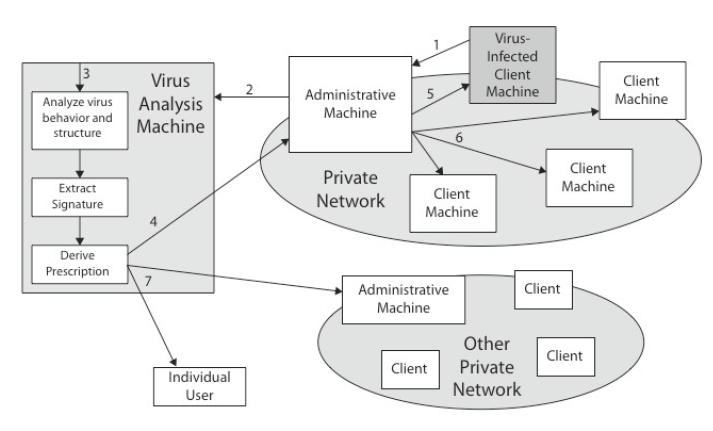 1
Virus-
Infected
Client
Machine
3
Virus
Analysis
Machine
2
Administrative
Machine
5
Client
Machine
Analyze virus
behavior and
structure
6
Extract
Signature
4
Private
Network
Client
Machine
Client
Machine
Derive
Prescription
7
Administrative
Machine
Client
Other
Private
Network
Client
Client
Individual
User